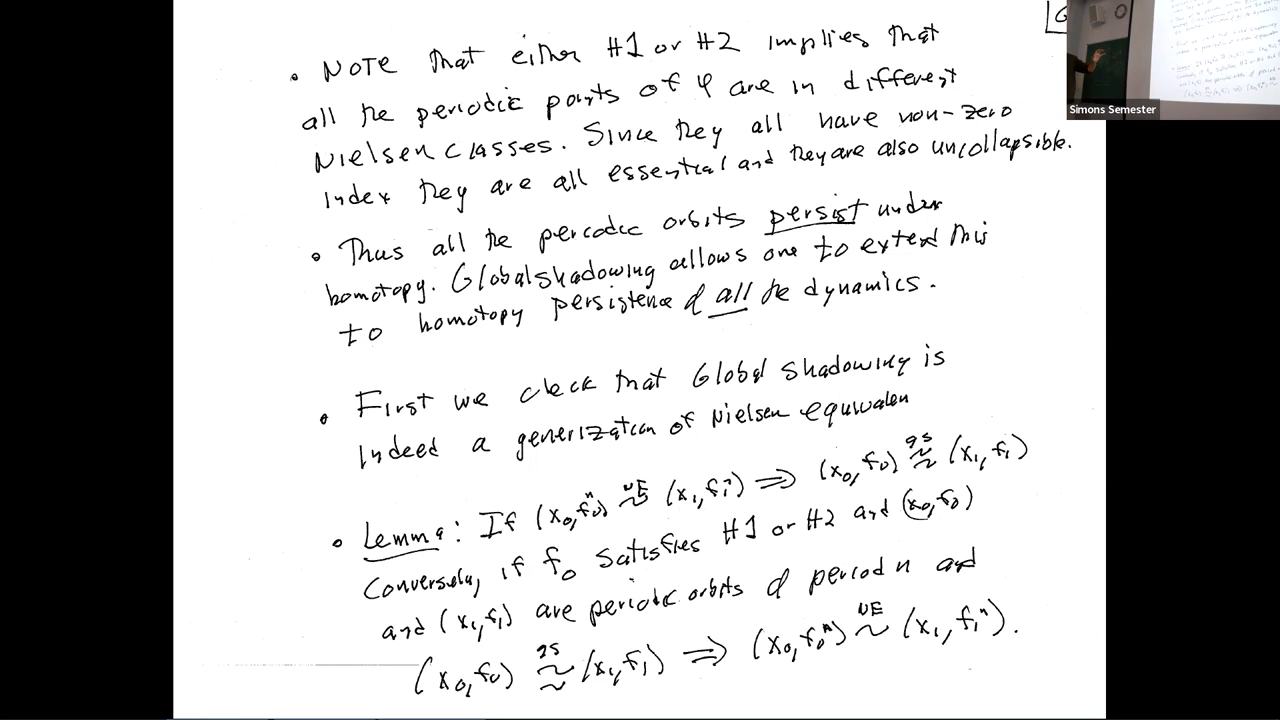 • NOTE that either H1 or H2 implies that
all the periodic points of φ are in different
Nielsen classes. Since they all have non-zero
index they are all essential and they are also uncollapsible.
• Thus all the periodic orbits persist under
homotopy. Global shadowing allows one to extend this
to homotopy persistence of all the dynamics.
• First we check that Global shadowing is
indeed a generization of Nielsen equivalen
• Lemma: If (x₀, f₀ⁿ) ~^{NE} (x₁, f₁ⁿ) ⟹ (x₀, f₀) ≈^{gs} (x₁, f₁)
Conversely, if f₀ satisfies H1 or H2 and (x₀, f₀)
and (x₁, f₁) are periodic orbits of period n and
(x₀, f₀) ≈^{gs} (x₁, f₁) ⟹ (x₀, f₀ⁿ) ~^{NE} (x₁, f₁ⁿ).
Simons Semester